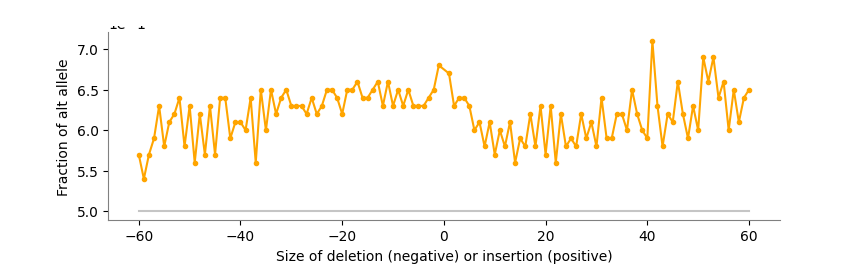 7.0
6.5
6.0
5.5
5.0
Fraction of alt allele
−60 −40 −20 0 20 40 60
Size of deletion (negative) or insertion (positive)